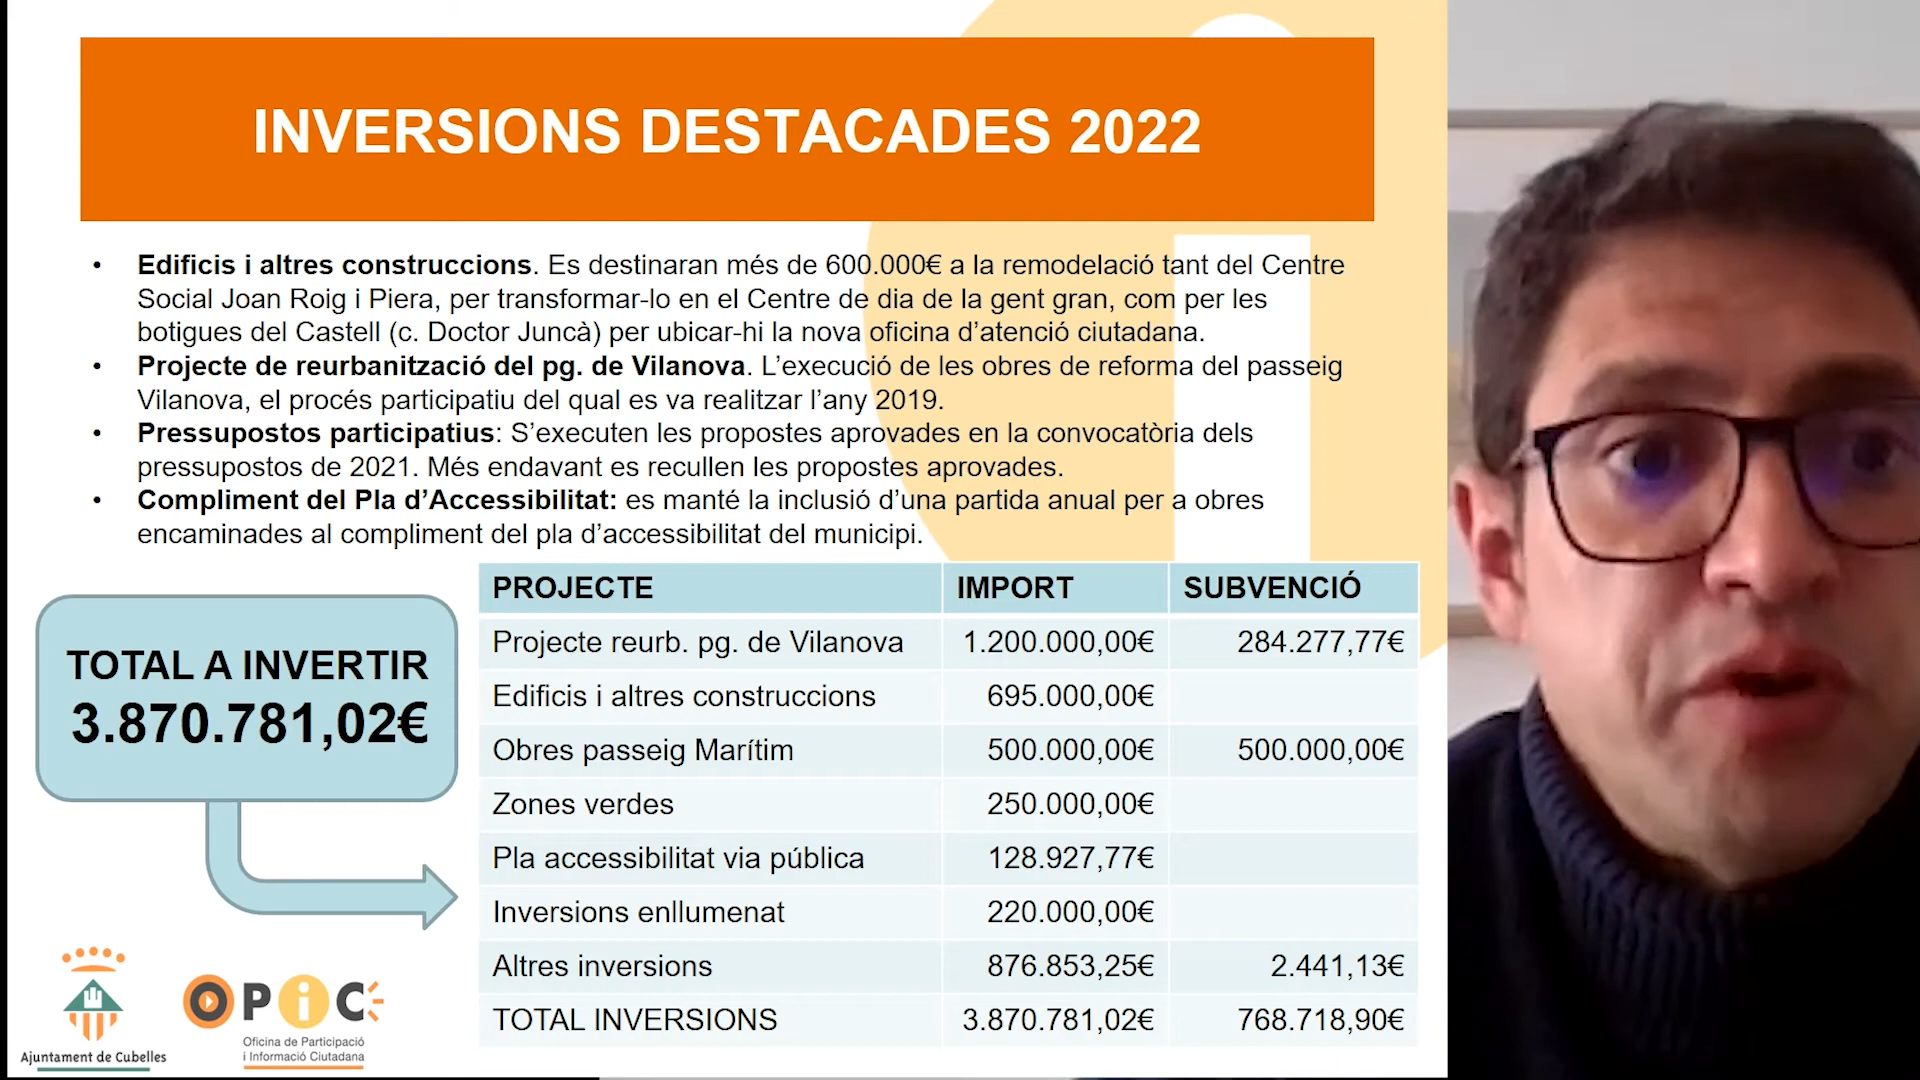 INVERSIONS DESTACADES 2022
• Edificis i altres construccions. Es destinaran més de 600.000€ a la remodelació tant del Centre
Social Joan Roig i Piera, per transformar-lo en el Centre de dia de la gent gran, com per les
botigues del Castell (c. Doctor Juncà) per ubicar-hi la nova oficina d’atenció ciutadana.
• Projecte de reurbanització del pg. de Vilanova. L’execució de les obres de reforma del passeig
Vilanova, el procés participatiu del qual es va realitzar l’any 2019.
• Pressupostos participatius: S’executen les propostes aprovades en la convocatòria dels
pressupostos de 2021. Més endavant es recullen les propostes aprovades.
• Compliment del Pla d’Accessibilitat: es manté la inclusió d’una partida anual per a obres
encaminades al compliment del pla d’accessibilitat del municipi.
TOTAL A INVERTIR
3.870.781,02€
PROJECTE IMPORT SUBVENCIÓ
Projecte reurb. pg. de Vilanova 1.200.000,00€ 284.277,77€
Edificis i altres construccions 695.000,00€
Obres passeig Marítim 500.000,00€ 500.000,00€
Zones verdes 250.000,00€
Pla accessibilitat via pública 128.927,77€
Inversions enllumenat 220.000,00€
Altres inversions 876.853,25€ 2.441,13€
TOTAL INVERSIONS 3.870.781,02€ 768.718,90€
Ajuntament de Cubelles
OPiC
Oficina de Participació
i Informació Ciutadana